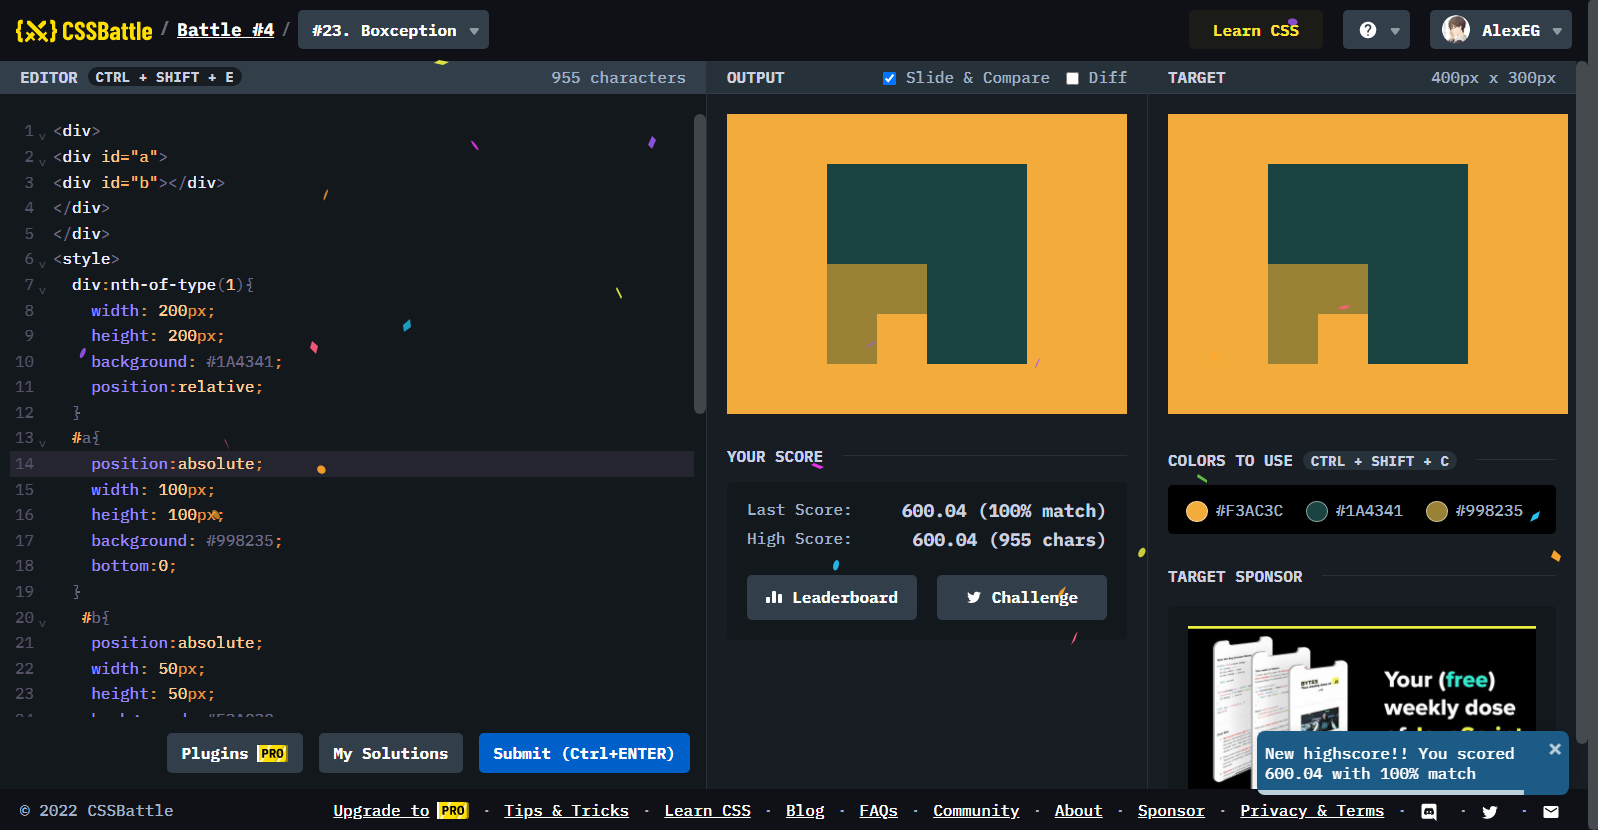 {X} CSSBattle / Battle #4 / #23. Boxception
Learn CSS
AlexEG
EDITOR CTRL + SHIFT + E 955 characters
OUTPUT Slide & Compare Diff
TARGET 400px x 300px
1 <div>
2 <div id="a">
3 <div id="b"></div>
4 </div>
5 </div>
6 <style>
7 div:nth-of-type(1){
8 width: 200px;
9 height: 200px;
10 background: #1A4341;
11 position:relative;
12 }
13 #a{
14 position:absolute;
15 width: 100px;
16 height: 100px;
17 background: #998235;
18 bottom:0;
19 }
20 #b{
21 position:absolute;
22 width: 50px;
23 height: 50px;
Plugins PRO
My Solutions
Submit (Ctrl+ENTER)
YOUR SCORE
Last Score: 600.04 (100% match)
High Score: 600.04 (955 chars)
Leaderboard
Challenge
COLORS TO USE CTRL + SHIFT + C
#F3AC3C #1A4341 #998235
TARGET SPONSOR
BYTES
Your (free)
weekly dose
New highscore!! You scored
600.04 with 100% match
© 2022 CSSBattle
Upgrade to PRO · Tips & Tricks · Learn CSS · Blog · FAQs · Community · About · Sponsor · Privacy & Terms · · ·